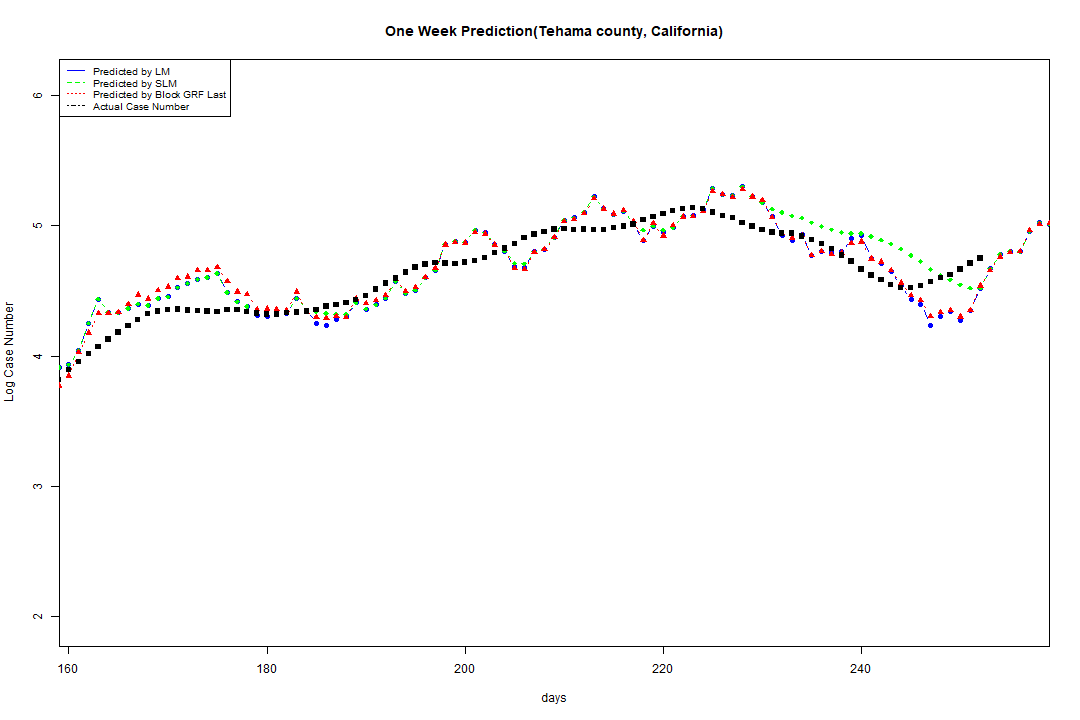 One Week Prediction(Tehama county, California)
Predicted by LM
Predicted by SLM
Predicted by Block GRF Last
Actual Case Number
6
5
4
3
2
Log Case Number
160 180 200 220 240
days